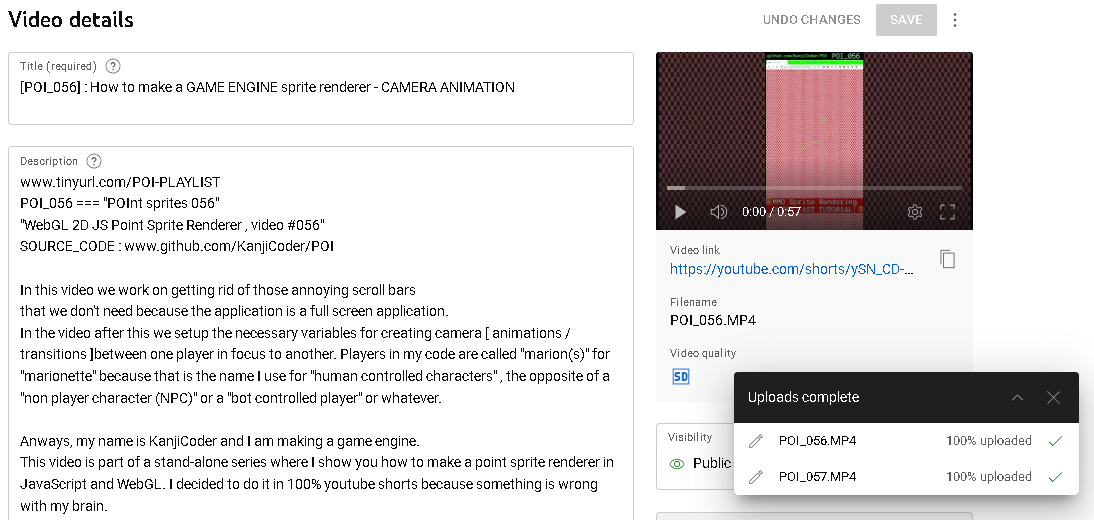 Video details
UNDO CHANGES
SAVE
Title (required)
[POI_056] : How to make a GAME ENGINE sprite renderer - CAMERA ANIMATION
Description
www.tinyurl.com/POI-PLAYLIST
POI_056 === "POInt sprites 056"
"WebGL 2D JS Point Sprite Renderer , video #056"
SOURCE_CODE : www.github.com/KanjiCoder/POI
In this video we work on getting rid of those annoying scroll bars
that we don't need because the application is a full screen application.
In the video after this we setup the necessary variables for creating camera [ animations /
transitions ]between one player in focus to another. Players in my code are called "marion(s)" for
"marionette" because that is the name I use for "human controlled characters" , the opposite of a
"non player character (NPC)" or a "bot controlled player" or whatever.
Anways, my name is KanjiCoder and I am making a game engine.
This video is part of a stand-alone series where I show you how to make a point sprite renderer in
JavaScript and WebGL. I decided to do it in 100% youtube shorts because something is wrong
with my brain.
POI_056
MMO Sprite Rendering
FAST TUTORIAL!
0:00 / 0:57
Video link
https://youtube.com/shorts/ySN_CD-...
Filename
POI_056.MP4
Video quality
SD
Visibility
Public
Uploads complete
POI_056.MP4 100% uploaded
POI_057.MP4 100% uploaded